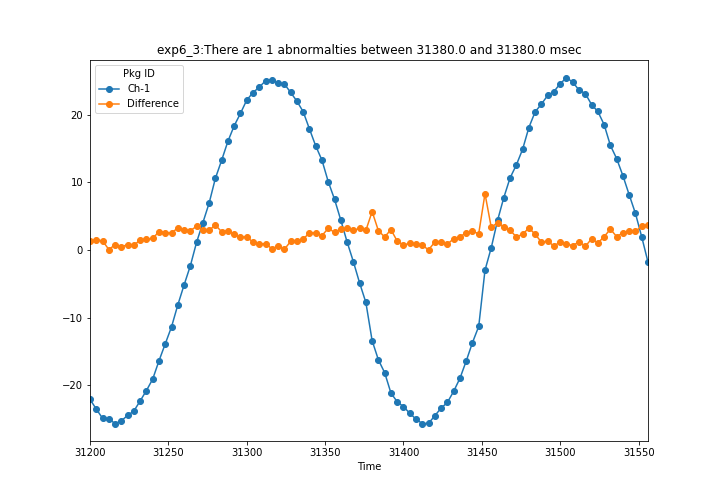 exp6_3:There are 1 abnormalties between 31380.0 and 31380.0 msec
Pkg ID
Ch-1
Difference
20
10
0
−10
−20
31200 31250 31300 31350 31400 31450 31500 31550
Time